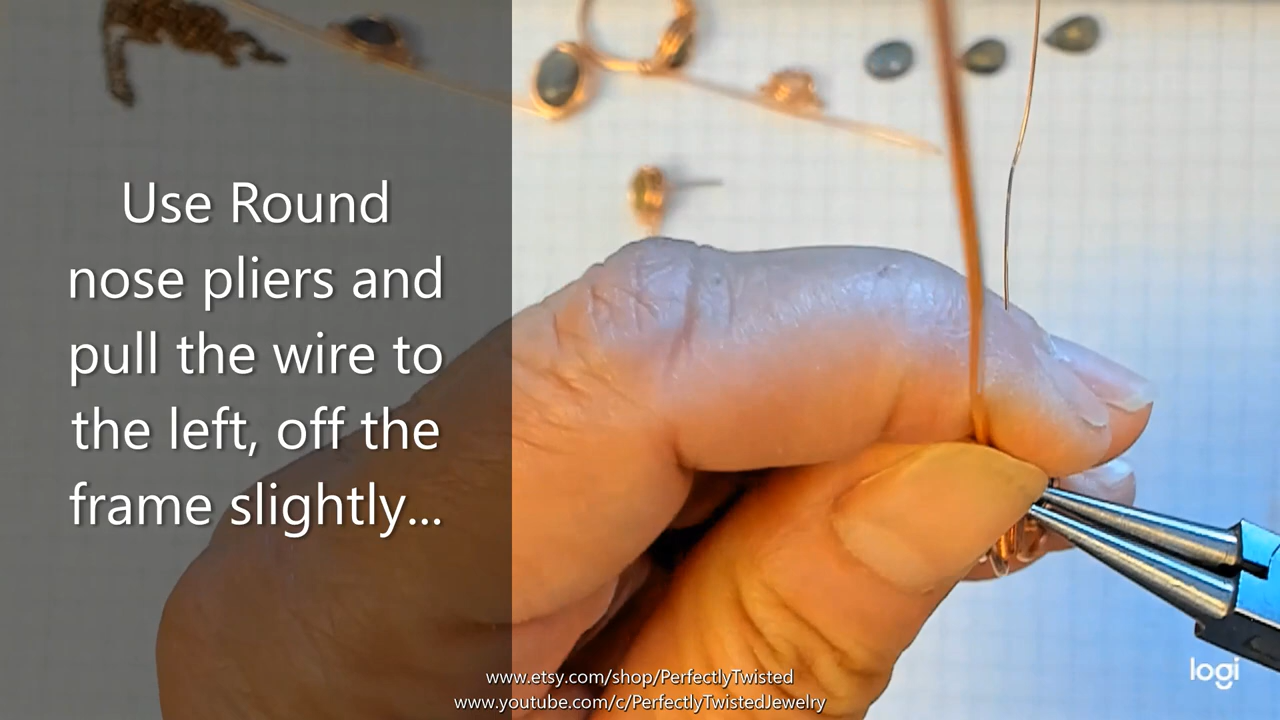 Use Round
nose pliers and
pull the wire to
the left, off the
frame slightly...
www.etsy.com/shop/PerfectlyTwisted
www.youtube.com/c/PerfectlyTwistedJewelry
logi